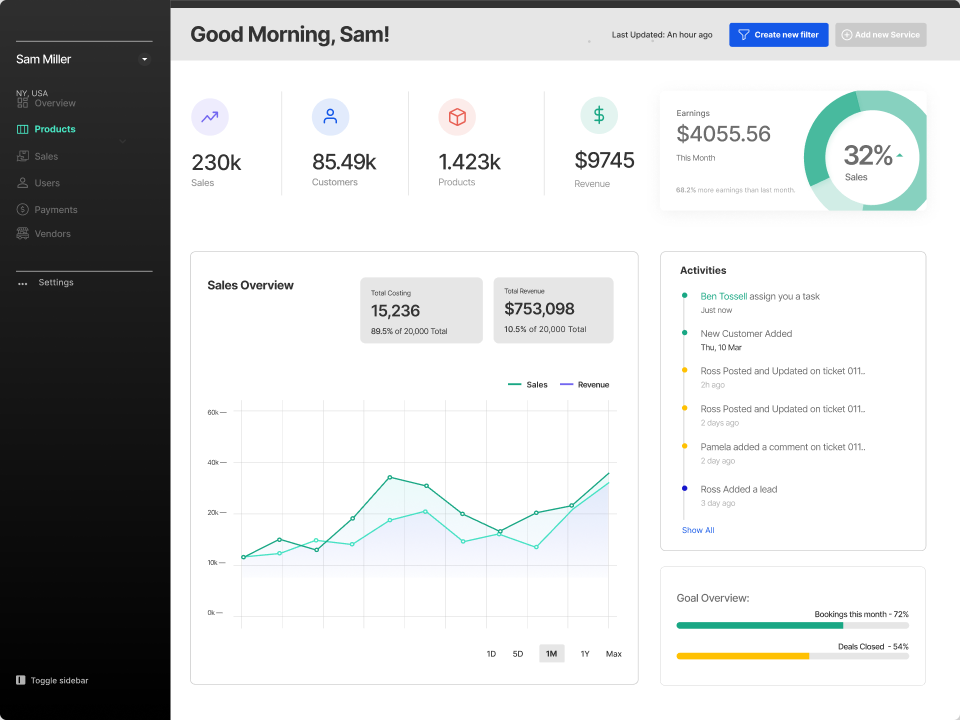 Sam Miller
NY, USA
Overview
Products
Sales
Users
Payments
Vendors
Settings
Toggle sidebar
Good Morning, Sam!
Last Updated: An hour ago
Create new filter
Add new Service
230k
Sales
85.49k
Customers
1.423k
Products
$9745
Revenue
Earnings
$4055.56
This Month
68.2% more earnings than last month.
32%
Sales
Sales Overview
Total Costing
15,236
89.5% of 20,000 Total
Total Revenue
$753,098
10.5% of 20,000 Total
Sales
Revenue
60k
40k
20k
10k
0k
1D
5D
1M
1Y
Max
Activities
Ben Tossell assign you a task
Just now
New Customer Added
Thu, 10 Mar
Ross Posted and Updated on ticket 011..
2h ago
Ross Posted and Updated on ticket 011..
2 days ago
Pamela added a comment on ticket 011..
2 day ago
Ross Added a lead
3 day ago
Show All
Goal Overview:
Bookings this month - 72%
Deals Closed - 54%